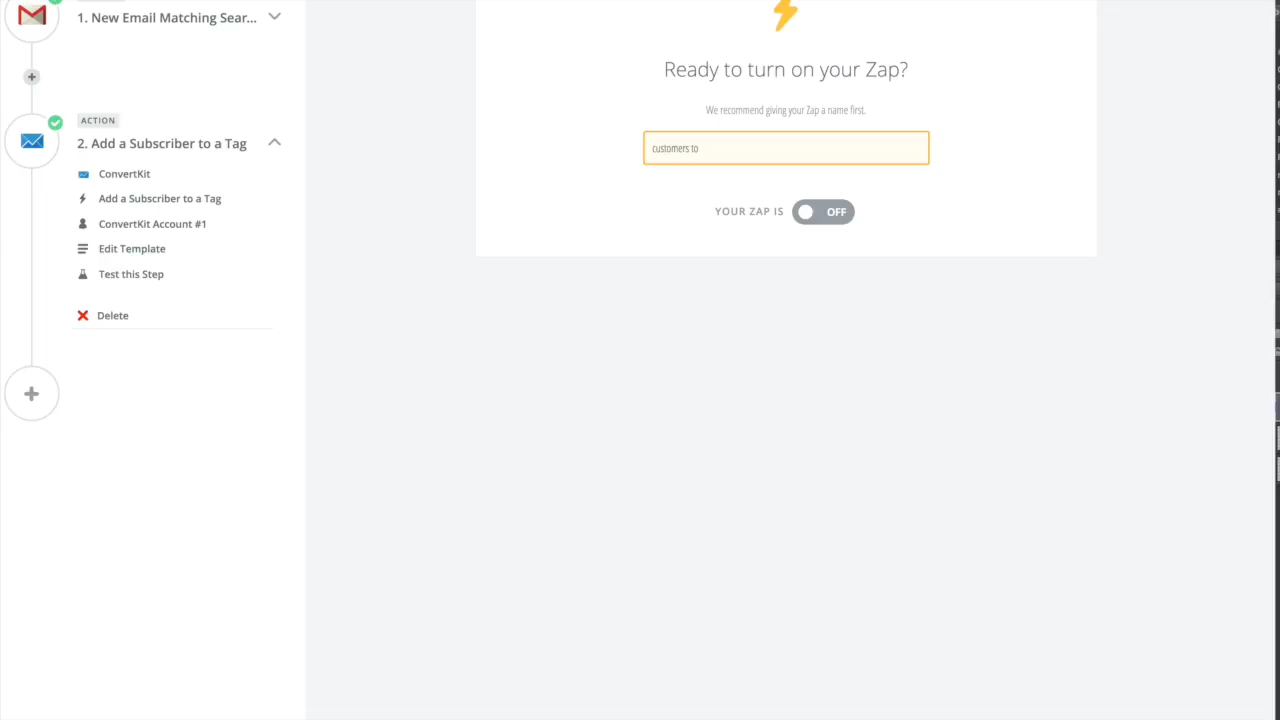 1. New Email Matching Sear...
ACTION
2. Add a Subscriber to a Tag
ConvertKit
Add a Subscriber to a Tag
ConvertKit Account #1
Edit Template
Test this Step
Delete
Ready to turn on your Zap?
We recommend giving your Zap a name first.
customers to
YOUR ZAP IS OFF